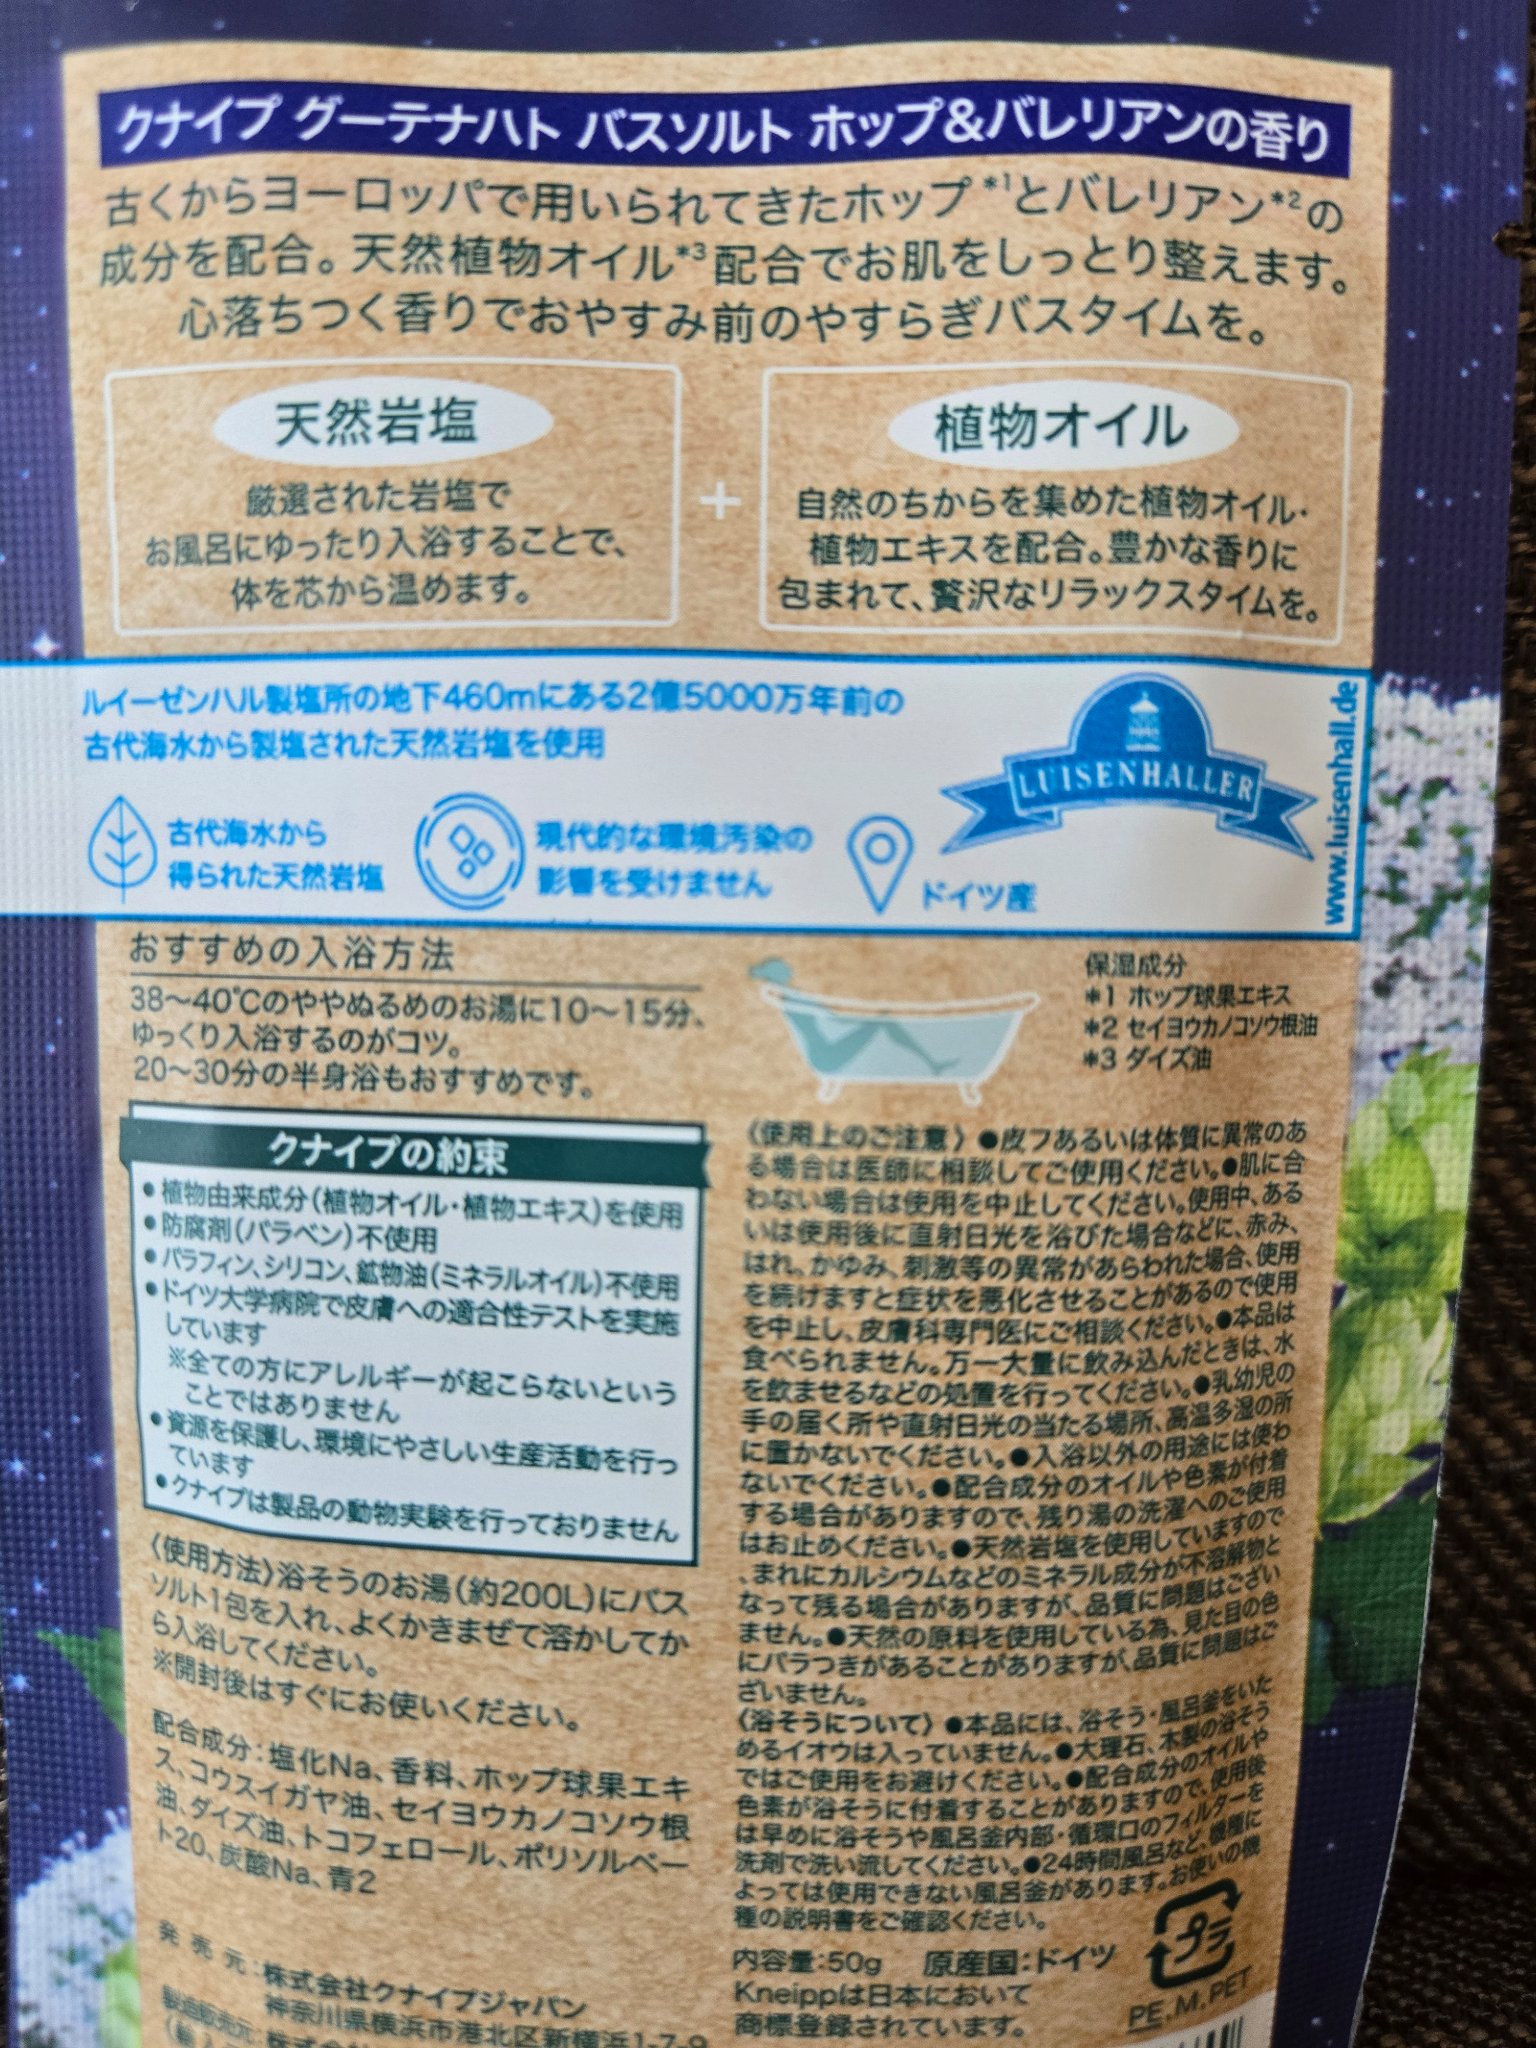 クナイプ グーテナハト バスソルト ホップ&バレリアンの香り
古くからヨーロッパで用いられてきたホップ*1とバレリアン*2の
成分を配合。天然植物オイル*3配合でお肌をしっとり整えます。
心落ちつく香りでおやすみ前のやすらぎバスタイムを。
天然岩塩
厳選された岩塩で
お風呂にゆったり入浴することで、
体を芯から温めます。
+
植物オイル
自然のちからを集めた植物オイル・
植物エキスを配合。豊かな香りに
包まれて、贅沢なリラックスタイムを。
ルイーゼンハル製塩所の地下460mにある2億5000万年前の
古代海水から製塩された天然岩塩を使用
古代海水から
得られた天然岩塩
現代的な環境汚染の
影響を受けません
ドイツ産
LUISENHALLER
www.luisenhall.de
おすすめの入浴方法
38〜40℃のややぬるめのお湯に10〜15分、
ゆっくり入浴するのがコツ。
20〜30分の半身浴もおすすめです。
保湿成分
*1 ホップ球果エキス
*2 セイヨウカノコソウ根油
*3 ダイズ油
クナイプの約束
●植物由来成分(植物オイル・植物エキス)を使用
●防腐剤(パラベン)不使用
●パラフィン、シリコン、鉱物油(ミネラルオイル)不使用
●ドイツ大学病院で皮膚への適合性テストを実施
しています
※全ての方にアレルギーが起こらないという
ことではありません
●資源を保護し、環境にやさしい生産活動を行っ
ています
●クナイプは製品の動物実験を行っておりません
〈使用方法〉浴そうのお湯(約200L)にバス
ソルト1包を入れ、よくかきまぜて溶かしてか
ら入浴してください。
※開封後はすぐにお使いください。
配合成分:塩化Na、香料、ホップ球果エキ
ス、コウスイガヤ油、セイヨウカノコソウ根
油、ダイズ油、トコフェロール、ポリソルベー
ト20、炭酸Na、青2
発売元:株式会社クナイプジャパン
神奈川県横浜市港北区新横浜1-7-9
製造販売元:株式会社
〈使用上のご注意〉●皮フあるいは体質に異常のあ
る場合は医師に相談してご使用ください。●肌に合
わない場合は使用を中止してください。使用中、ある
いは使用後に直射日光を浴びた場合などに、赤み、
はれ、かゆみ、刺激等の異常があらわれた場合、使用
を続けますと症状を悪化させることがあるので使用
を中止し、皮膚科専門医にご相談ください。●本品は
食べられません。万一大量に飲み込んだときは、水
を飲ませるなどの処置を行ってください。●乳幼児の
手の届く所や直射日光の当たる場所、高温多湿の所
に置かないでください。●入浴以外の用途には使わ
ないでください。●配合成分のオイルや色素が付着
する場合がありますので、残り湯の洗濯へのご使用
はお止めください。●天然岩塩を使用していますので
、まれにカルシウムなどのミネラル成分が不溶解物と
なって残る場合がありますが、品質に問題はござい
ません。●天然の原料を使用している為、見た目の色
にバラつきがあることがありますが、品質に問題はご
ざいません。
〈浴そうについて〉●本品には、浴そう・風呂釜をいた
めるイオウは入っていません。●大理石、木製の浴そう
ではご使用をお避けください。●配合成分のオイルや
色素が浴そうに付着することがありますので、使用後
は早めに浴そうや風呂釜内部・循環口のフィルターを
洗剤で洗い流してください。●24時間風呂など、機種に
よっては使用できない風呂釜があります。お使いの機
種の説明書をご確認ください。
内容量:50g 原産国:ドイツ
Kneippは日本において
商標登録されています。
プラ
PE,M,PET